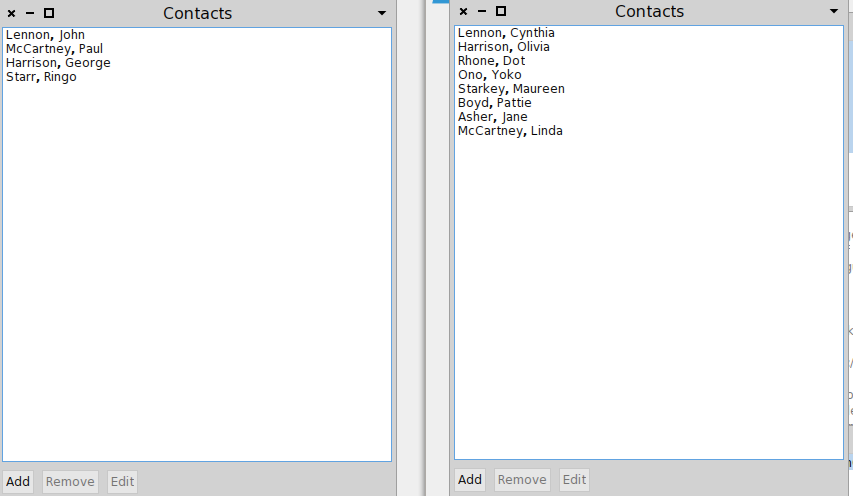 Contacts
Lennon, John
McCartney, Paul
Harrison, George
Starr, Ringo
Add Remove Edit
Contacts
Lennon, Cynthia
Harrison, Olivia
Rhone, Dot
Ono, Yoko
Starkey, Maureen
Boyd, Pattie
Asher, Jane
McCartney, Linda
Add Remove Edit